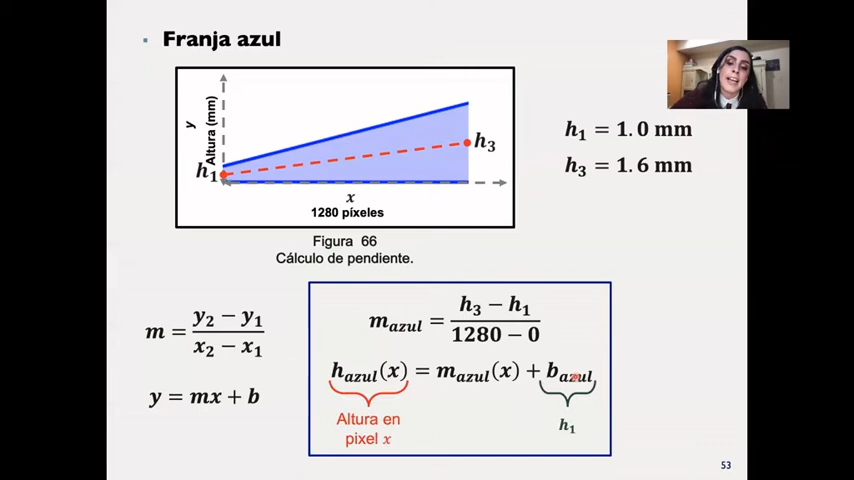 ▪ Franja azul
y
Altura (mm)
h₁
h₃
x
1280 píxeles
Figura 66
Cálculo de pendiente.
h₁ = 1.0 mm
h₃ = 1.6 mm
m = (y₂ − y₁)/(x₂ − x₁)
y = mx + b
m_azul = (h₃ − h₁)/(1280 − 0)
h_azul(x) = m_azul(x) + b_azul
Altura en
pixel x
h₁
53